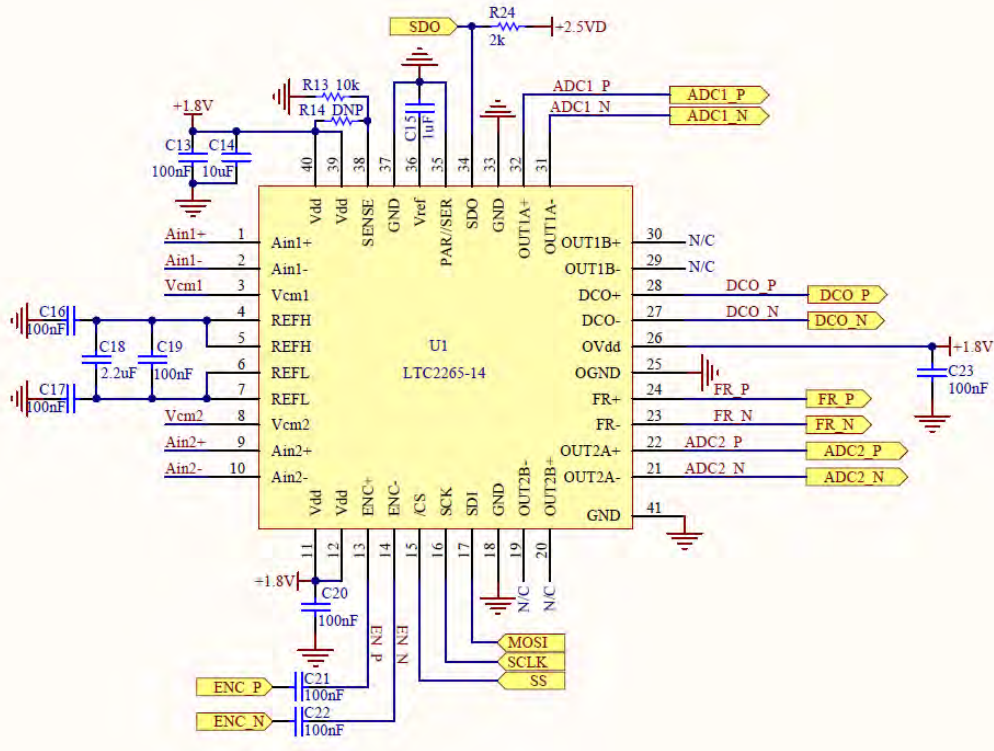 R24
SDO
2k
+2.5VD
R13 10k
R14 DNP
C15
1uF
ADC1_P
ADC1_P
ADC1_N
ADC1_N
+1.8V
C13
100nF
C14
10uF
40
39
38
37
36
35
34
33
32
31
Vdd
Vdd
SENSE
GND
Vref
PAR//SER
SDO
GND
OUT1A+
OUT1A-
Ain1+
1
Ain1+
OUT1B+
30
N/C
Ain1-
2
Ain1-
OUT1B-
29
N/C
Vcm1
3
Vcm1
DCO+
28
DCO_P
DCO_P
C16
100nF
4
REFH
DCO-
27
DCO_N
DCO_N
5
REFH
U1
OVdd
26
+1.8V
C18
2.2uF
C19
100nF
6
REFL
LTC2265-14
OGND
25
C23
100nF
C17
100nF
7
REFL
FR+
24
FR_P
FR_P
Vcm2
8
Vcm2
FR-
23
FR_N
FR_N
Ain2+
9
Ain2+
OUT2A+
22
ADC2_P
ADC2_P
Ain2-
10
Ain2-
OUT2A-
21
ADC2_N
ADC2_N
Vdd
Vdd
ENC+
ENC-
/CS
SCK
SDI
GND
OUT2B-
OUT2B+
GND
41
11
12
13
14
15
16
17
18
19
20
+1.8V
C20
100nF
N/C
N/C
EN_P
EN_N
MOSI
SCLK
SS
ENC_P
C21
100nF
ENC_N
C22
100nF